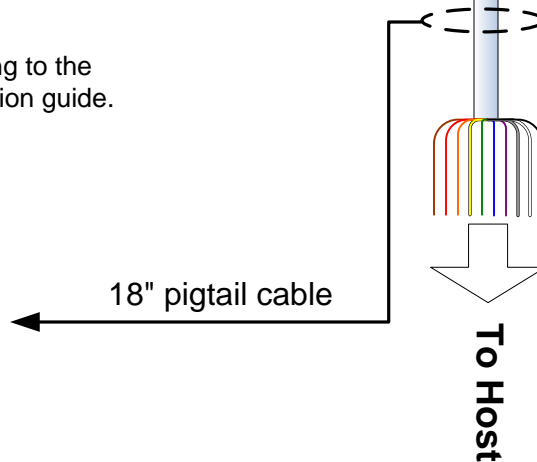 ng to the
ion guide.
18" pigtail cable
To Host